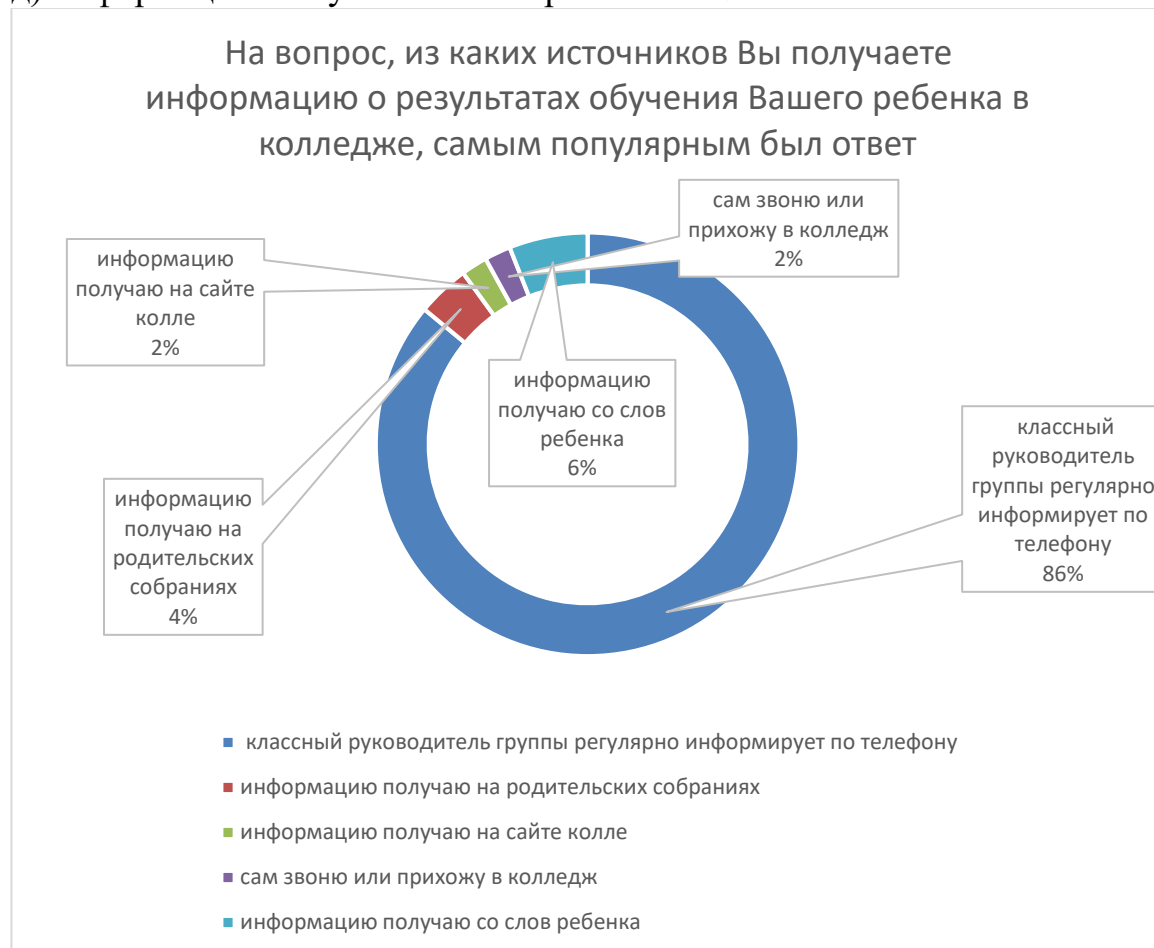 На вопрос, из каких источников Вы получаете
информацию о результатах обучения Вашего ребенка в
колледже, самым популярным был ответ
сам звоню или
прихожу в колледж
2%
информацию
получаю на сайте
колле
2%
информацию
получаю со слов
ребенка
6%
классный
руководитель
группы регулярно
информирует по
телефону
86%
информацию
получаю на
родительских
собраниях
4%
классный руководитель группы регулярно информирует по телефону
информацию получаю на родительских собраниях
информацию получаю на сайте колле
сам звоню или прихожу в колледж
информацию получаю со слов ребенка